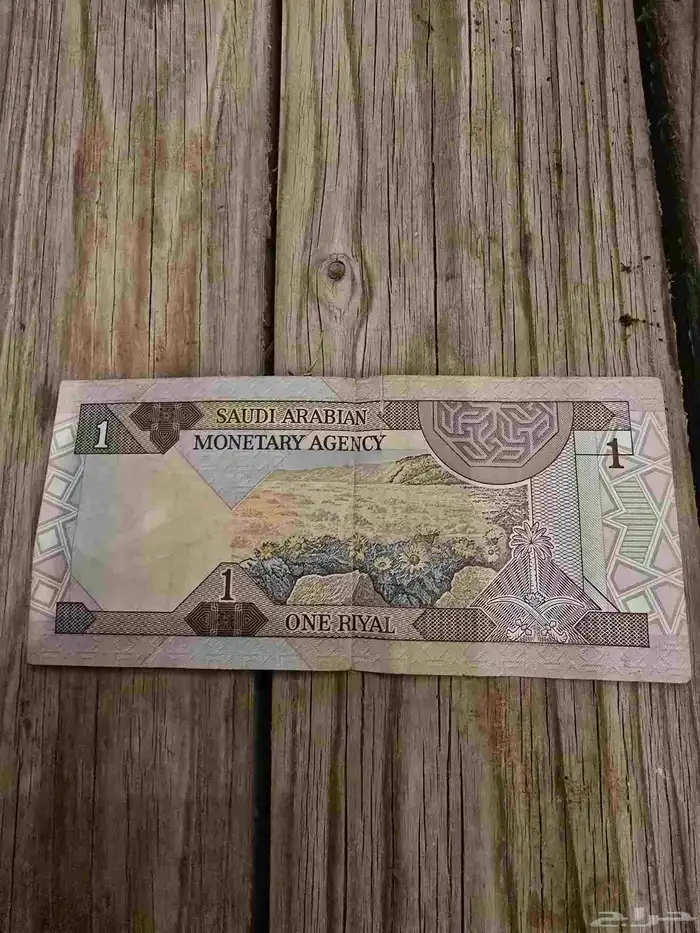 SAUDI ARABIAN
MONETARY AGENCY
1
1
1
ONE RIYAL
حراج